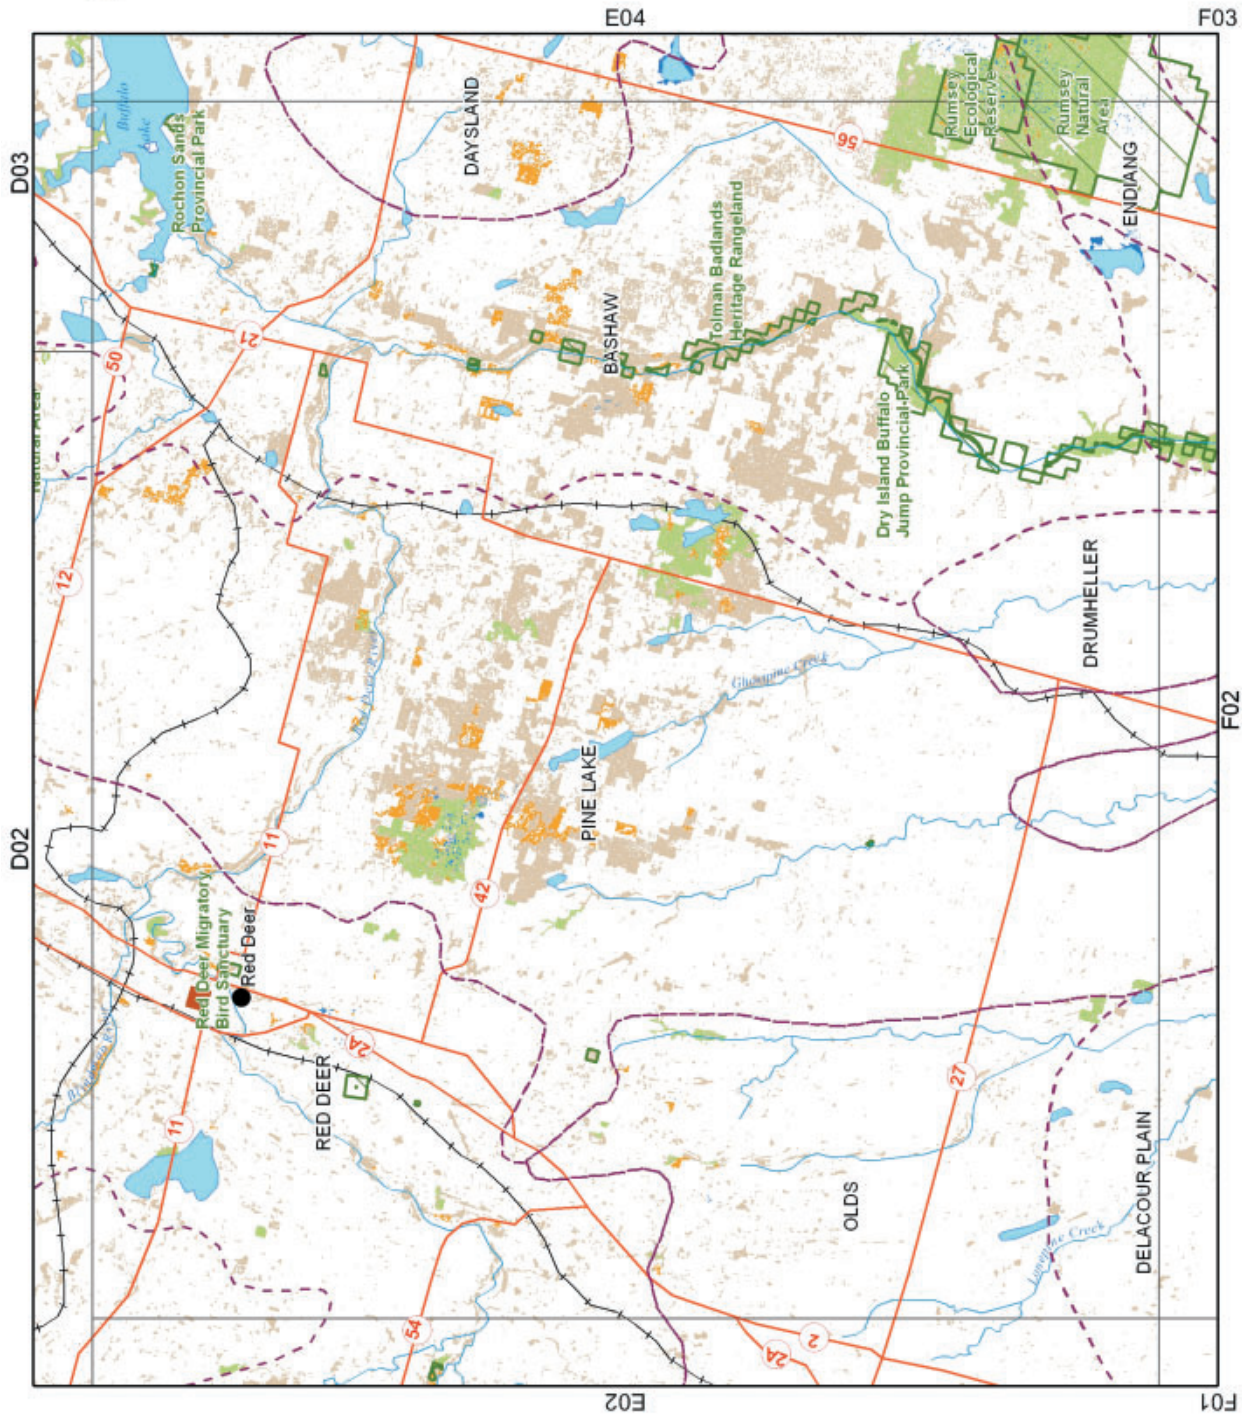 E04
F03
D03
Buffalo
Lake
Rochon Sands
Provincial Park
DAYSLAND
56
Rumsey
Ecological
Reserve
Rumsey
Natural
Area
ENDIANG
Tolman Badlands
Heritage Rangeland
BASHAW
21
50
Natural Area
Dry Island Buffalo
Jump Provincial Park
12
DRUMHELLER
Red Deer River
Ghostpine Creek
F02
PINE LAKE
D02
11
42
Red Deer Migratory
Bird Sanctuary
Red Deer
2A
RED DEER
11
27
OLDS
DELACOUR PLAIN
Lonepine Creek
54
2
2A
E02
F01